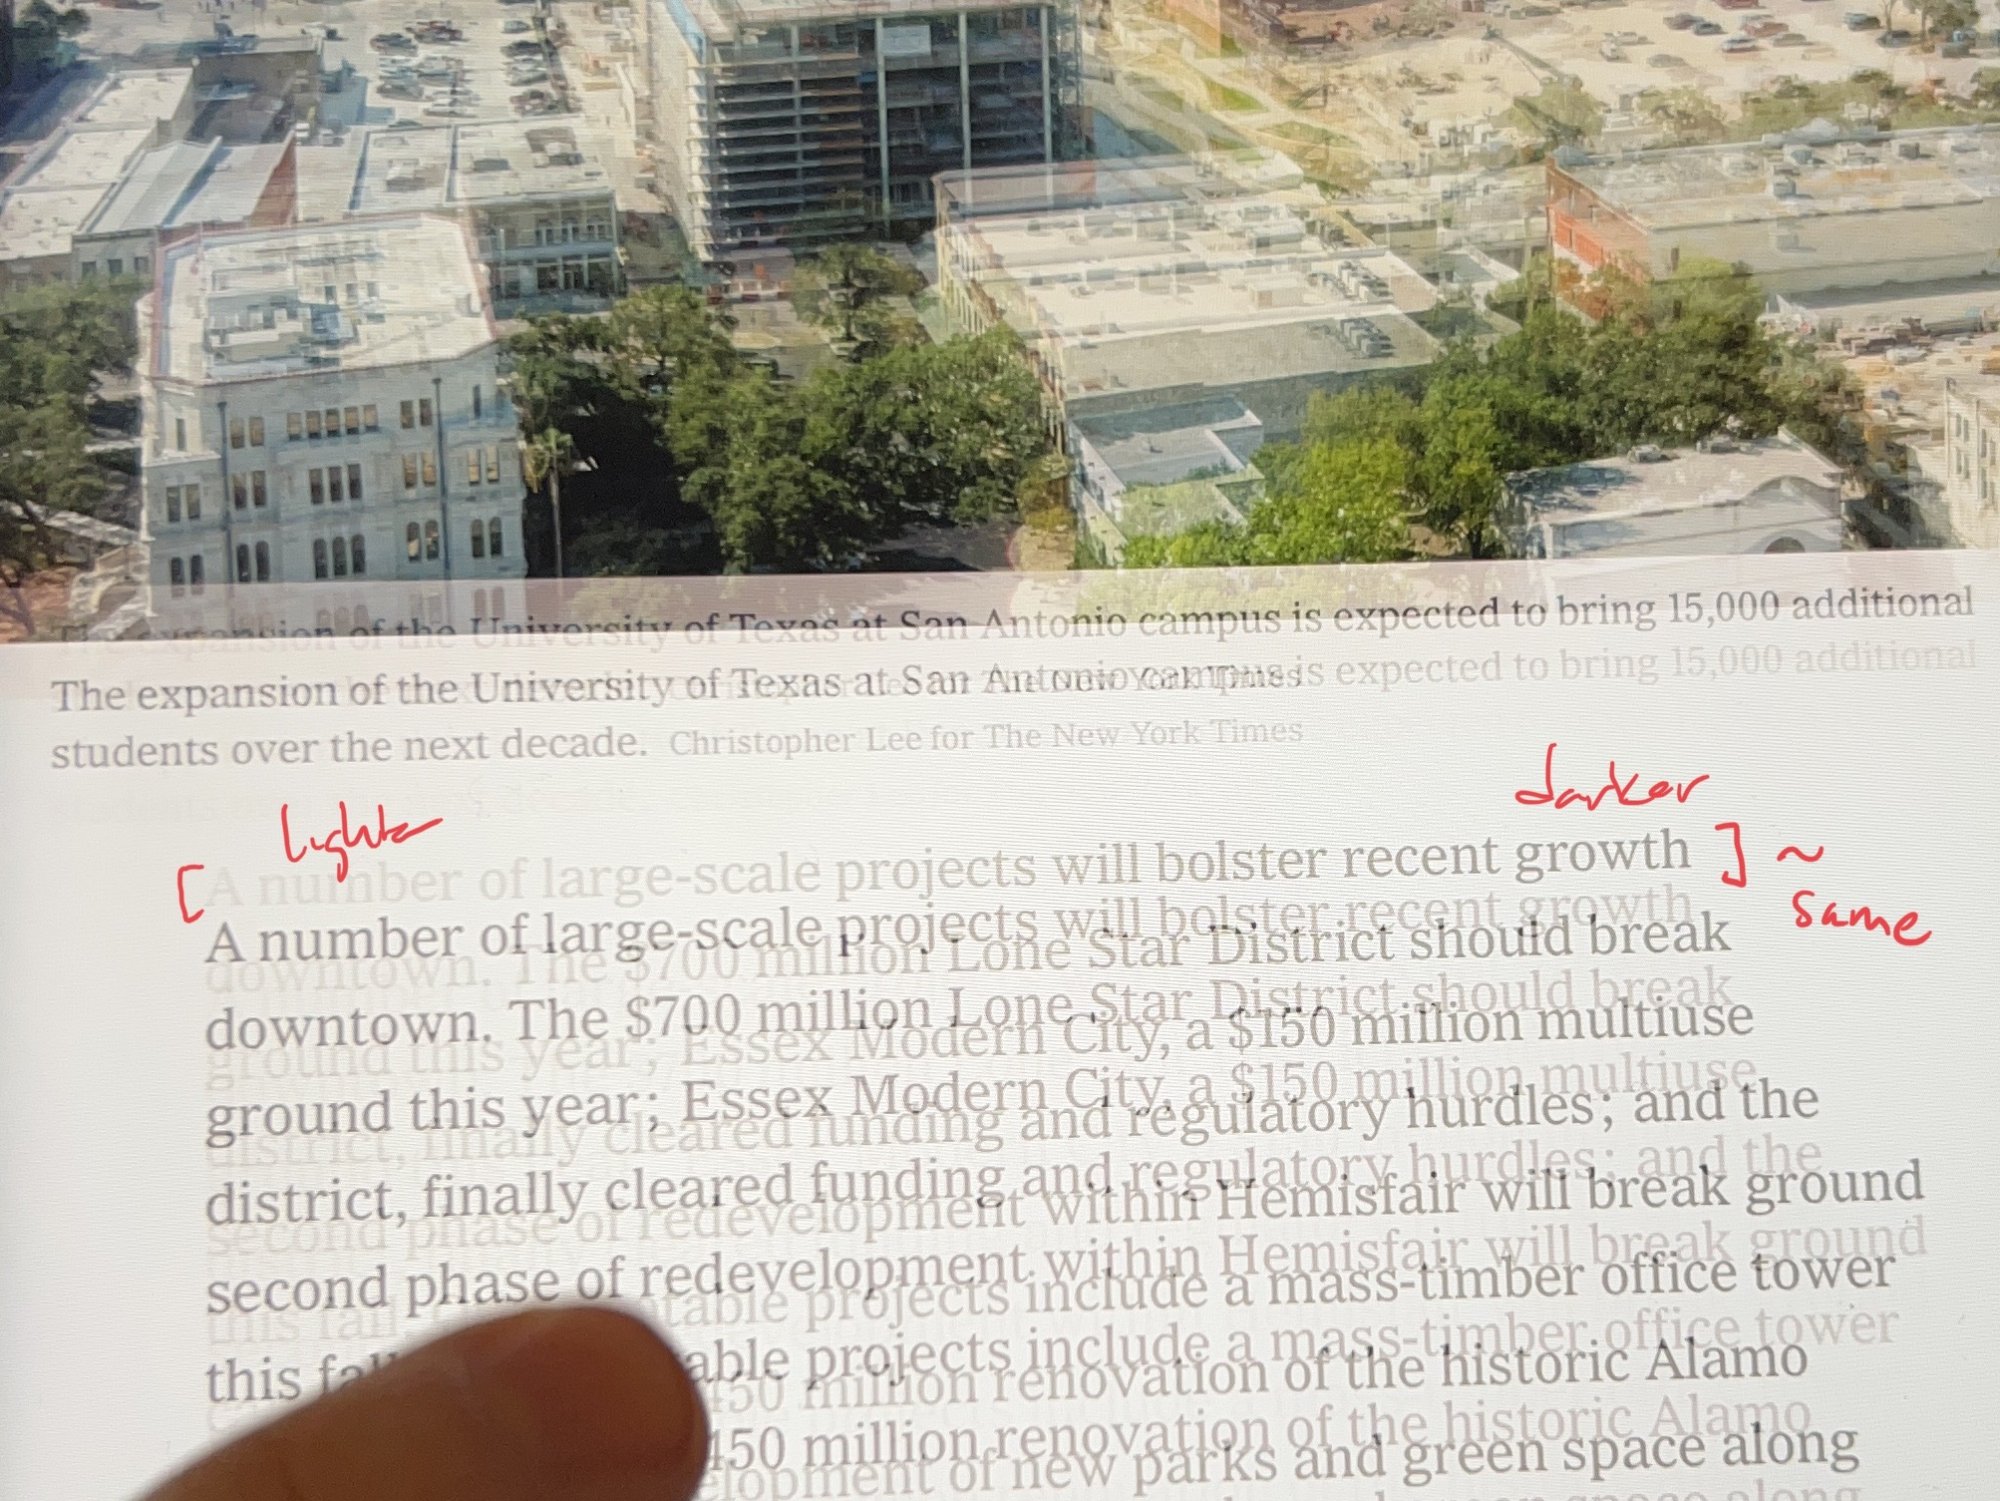 The expansion of the University of Texas at San Antonio campus is expected to bring 15,000 additional
The expansion of the University of Texas at San Antonio campus is expected to bring 15,000 additional
students over the next decade. Christopher Lee for The New York Times
lighter
darker
[A number of large-scale projects will bolster recent growth] ~
same
A number of large-scale projects will bolster recent growth
downtown. The $700 million Lone Star District should break
downtown. The $700 million Lone Star District should break
ground this year; Essex Modern City, a $150 million multiuse
ground this year; Essex Modern City, a $150 million multiuse
district, finally cleared funding and regulatory hurdles; and the
district, finally cleared funding and regulatory hurdles; and the
second phase of redevelopment within Hemisfair will break ground
second phase of redevelopment within Hemisfair will break ground
this fall table projects include a mass-timber office tower
this able projects include a mass-timber office tower
150 million renovation of the historic Alamo
150 million renovation of the historic Alamo
elopment of new parks and green space along
along